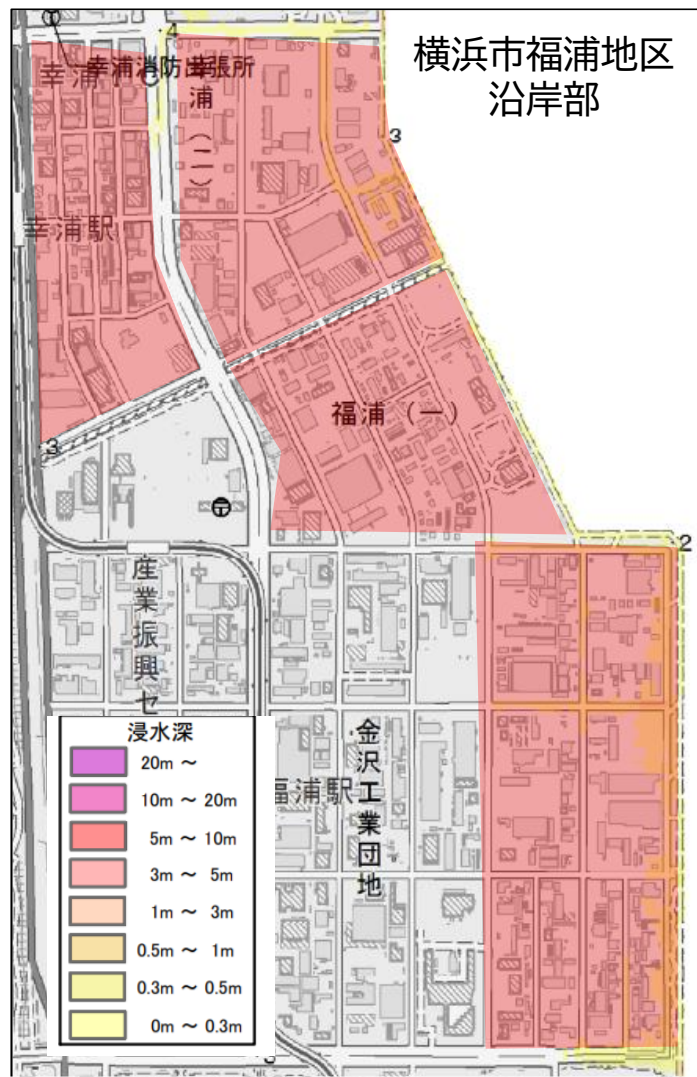 横浜市福浦地区
沿岸部
4
幸浦消防出張所
幸浦（二）
3
幸浦駅
福浦（一）
3
2
産業振興セ
金沢工業団地
福浦駅
浸水深
20m ～
10m ～ 20m
5m ～ 10m
3m ～ 5m
1m ～ 3m
0.5m ～ 1m
0.3m ～ 0.5m
0m ～ 0.3m